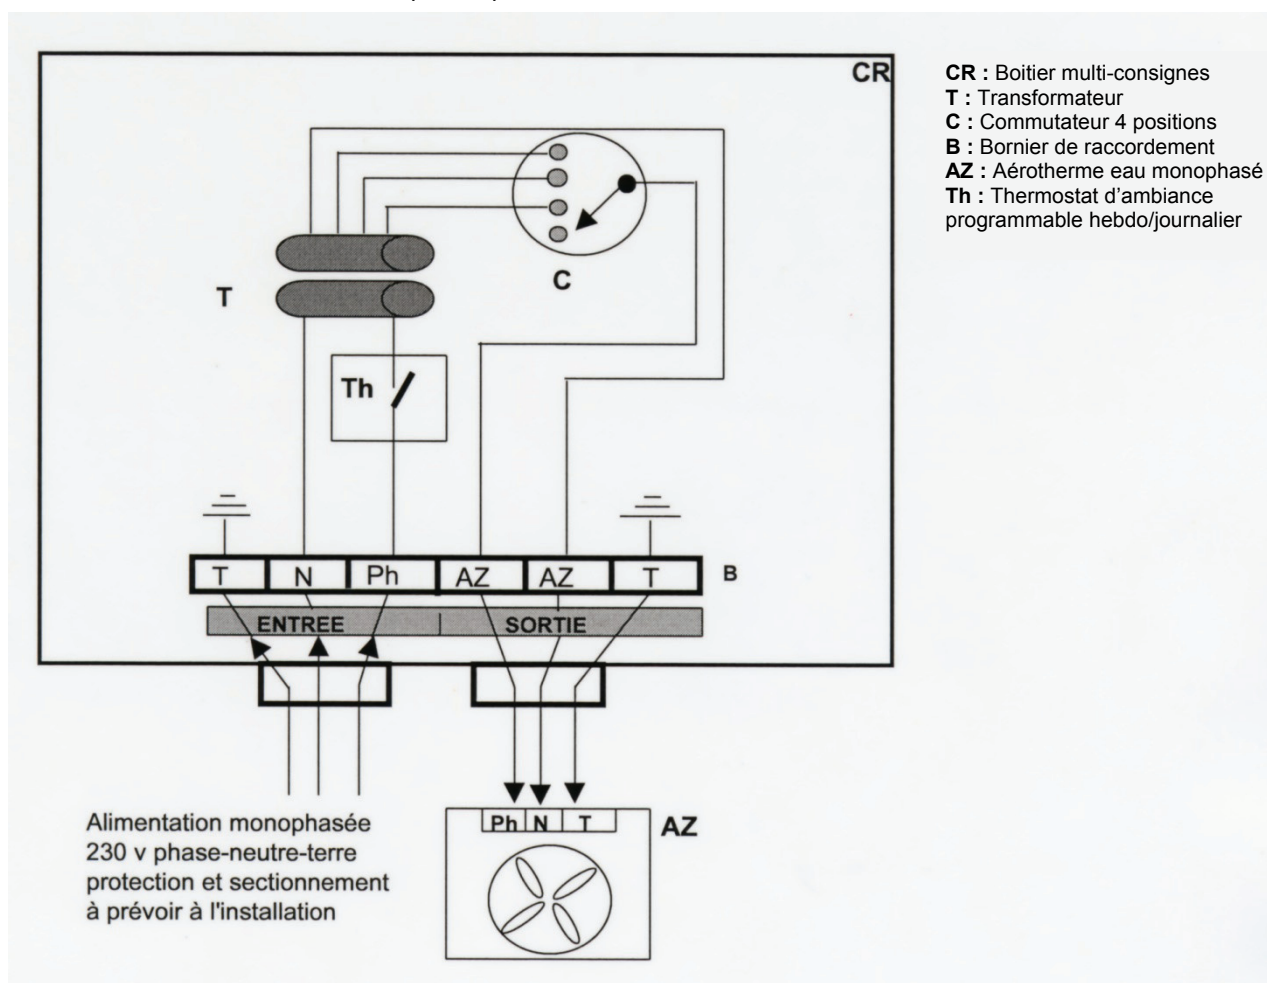 CR
CR : Boitier multi-consignes
T : Transformateur
C : Commutateur 4 positions
B : Bornier de raccordement
AZ : Aérotherme eau monophasé
Th : Thermostat d’ambiance
programmable hebdo/journalier
C
T
Th
T N Ph AZ AZ T B
ENTREE SORTIE
Ph N T AZ
Alimentation monophasée
230 v phase-neutre-terre
protection et sectionnement
à prévoir à l'installation